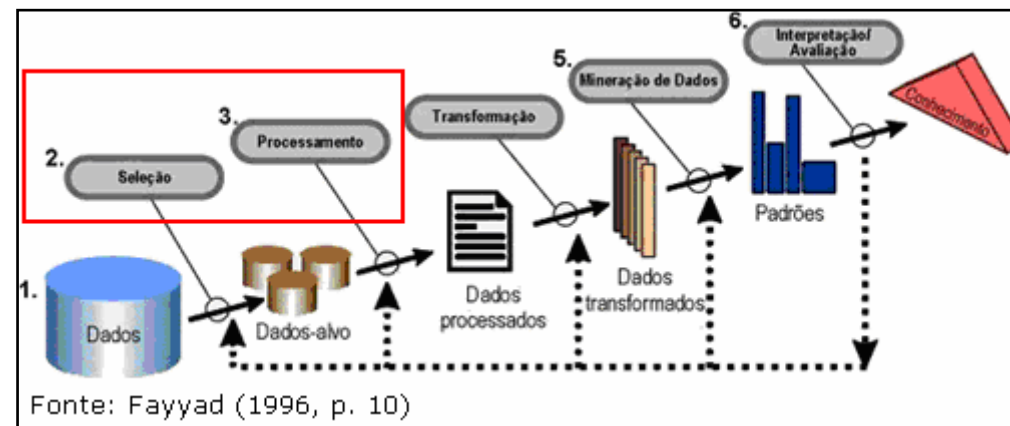 6.
Interpretação/
Avaliação
5.
Mineração de Dados
Conhecimento
3.
Transformação
Processamento
2.
Seleção
Padrões
1.
Dados
Dados-alvo
Dados
processados
Dados
transformados
Fonte: Fayyad (1996, p. 10)